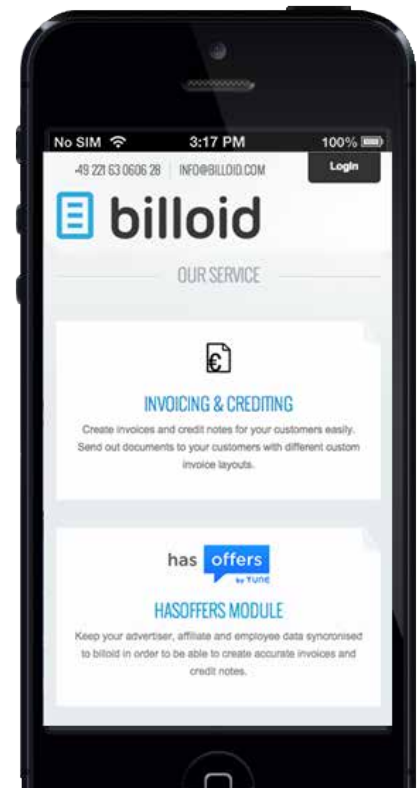 No SIM 3:17 PM 100%
-49 221 63 0606 28 INFO@BILLOID.COM LogIn
billoid
OUR SERVICE
€
INVOICING & CREDITING
Create invoices and credit notes for your customers easily.
Send out documents to your customers with different custom
invoice layouts.
has offers
by TUNE
HASOFFERS MODULE
Keep your advertiser, affiliate and employee data syncronised
to billoid in order to be able to create accurate invoices and
credit notes.